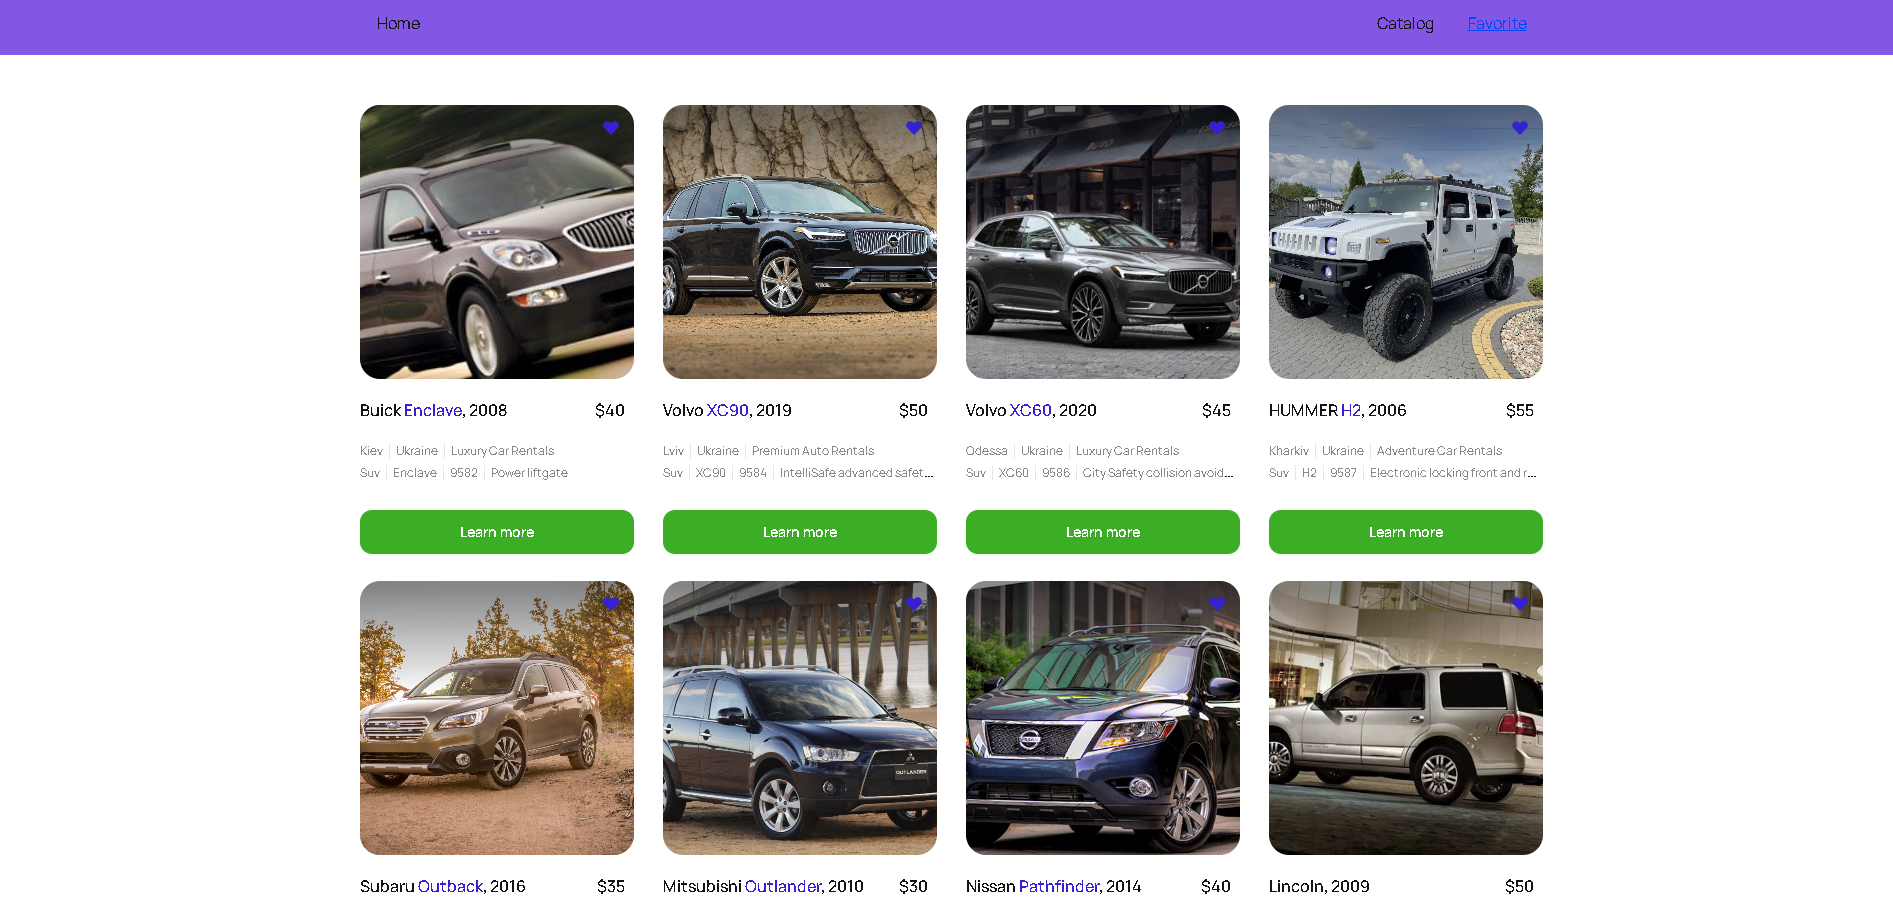 Home Catalog Favorite
Buick Enclave, 2008 $40
Kiev Ukraine Luxury Car Rentals
Suv Enclave 9582 Power liftgate
Learn more
Volvo XC90, 2019 $50
Lviv Ukraine Premium Auto Rentals
Suv XC90 9584 IntelliSafe advanced safet...
Learn more
Volvo XC60, 2020 $45
Odessa Ukraine Luxury Car Rentals
Suv XC60 9586 City Safety collision avoid...
Learn more
HUMMER H2, 2006 $55
Kharkiv Ukraine Adventure Car Rentals
Suv H2 9587 Electronic locking front and r...
Learn more
Subaru Outback, 2016 $35
OUTLANDER
Mitsubishi Outlander, 2010 $30
NISSAN
Nissan Pathfinder, 2014 $40
Lincoln, 2009 $50